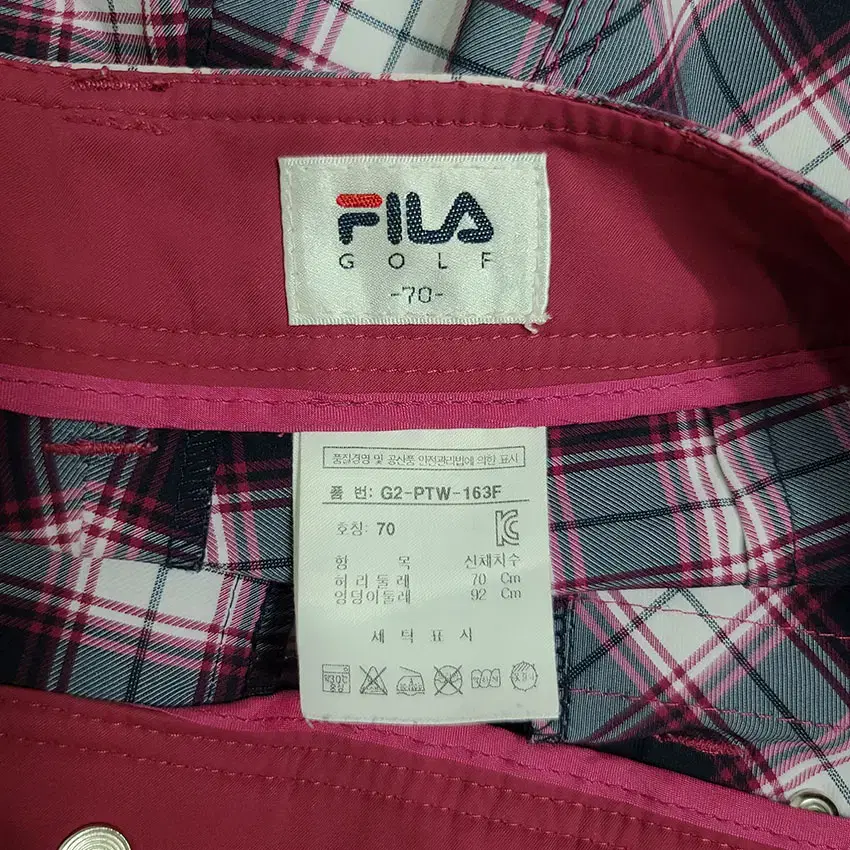 FILA
GOLF
-70-
품질경영 및 공산품 안전관리법에 의한 표시
품 번: G2-PTW-163F
호칭: 70
항 목 신체치수
허리둘레 70 Cm
엉덩이둘레 92 Cm
세탁표시